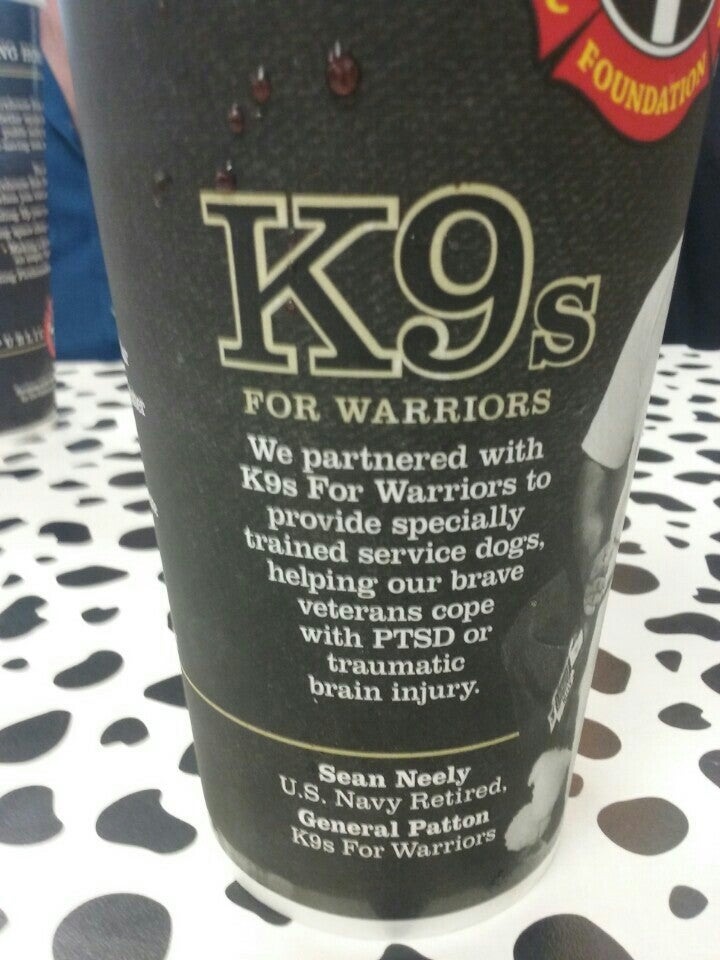 FOUNDATION
K9s
FOR WARRIORS
We partnered with
K9s For Warriors to
provide specially
trained service dogs,
helping our brave
veterans cope
with PTSD or
traumatic
brain injury.
Sean Neely
U.S. Navy Retired,
General Patton
K9s For Warriors